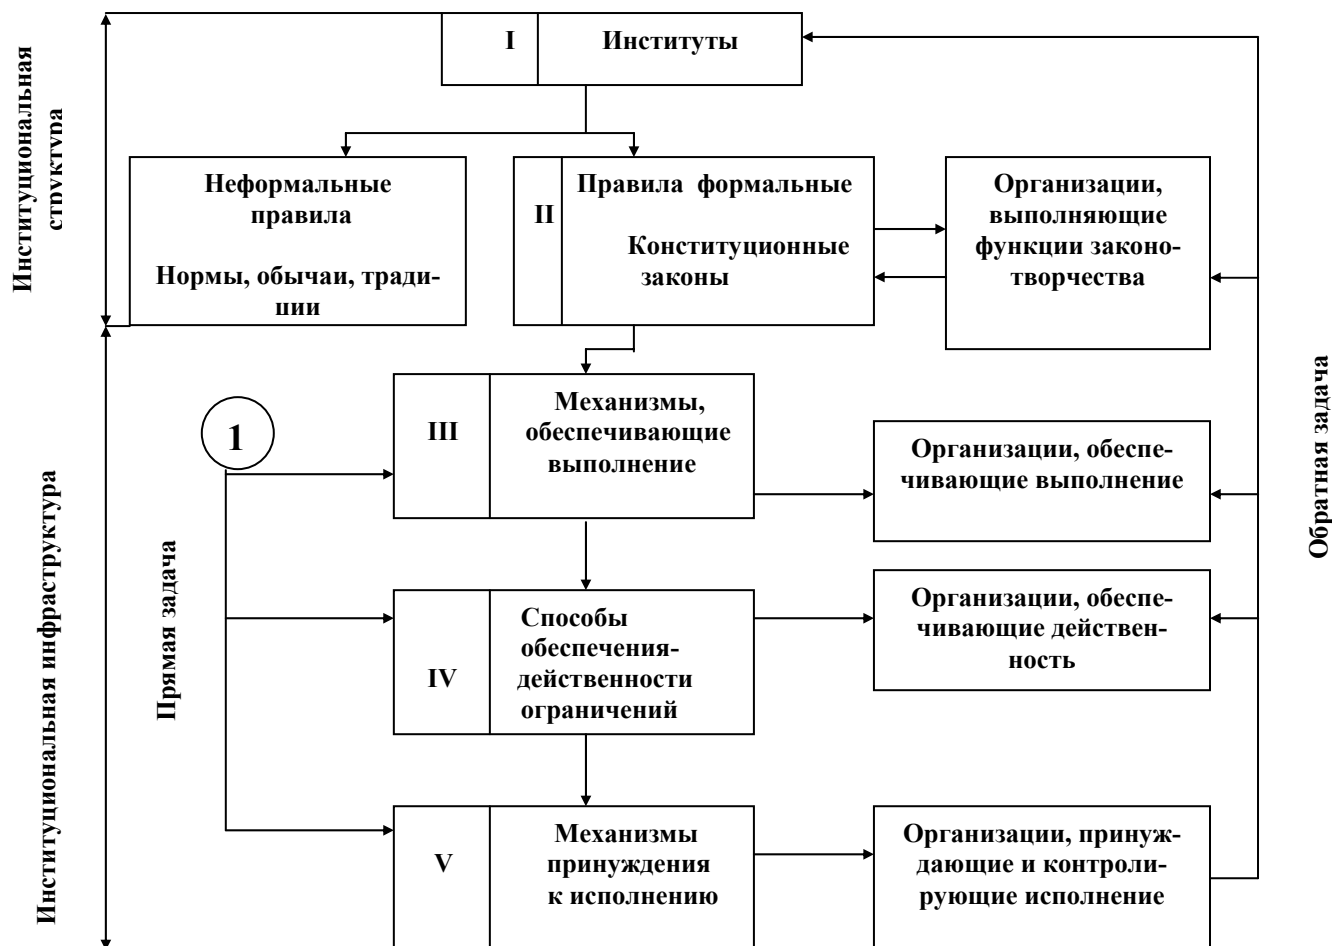 I
Институты
Институциональная
структура
Неформальные
правила
Нормы, обычаи, тради-
ции
II
Правила формальные
Конституционные
законы
Организации,
выполняющие
функции законо-
творчества
Институциональная инфраструктура
Прямая задача
1
III
Механизмы,
обеспечивающие
выполнение
Организации, обеспе-
чивающие выполнение
Обратная задача
IV
Способы
обеспечения-
действенности
ограничений
Организации, обеспе-
чивающие действен-
ность
V
Механизмы
принуждения
к исполнению
Организации, принуж-
дающие и контроли-
рующие исполнение